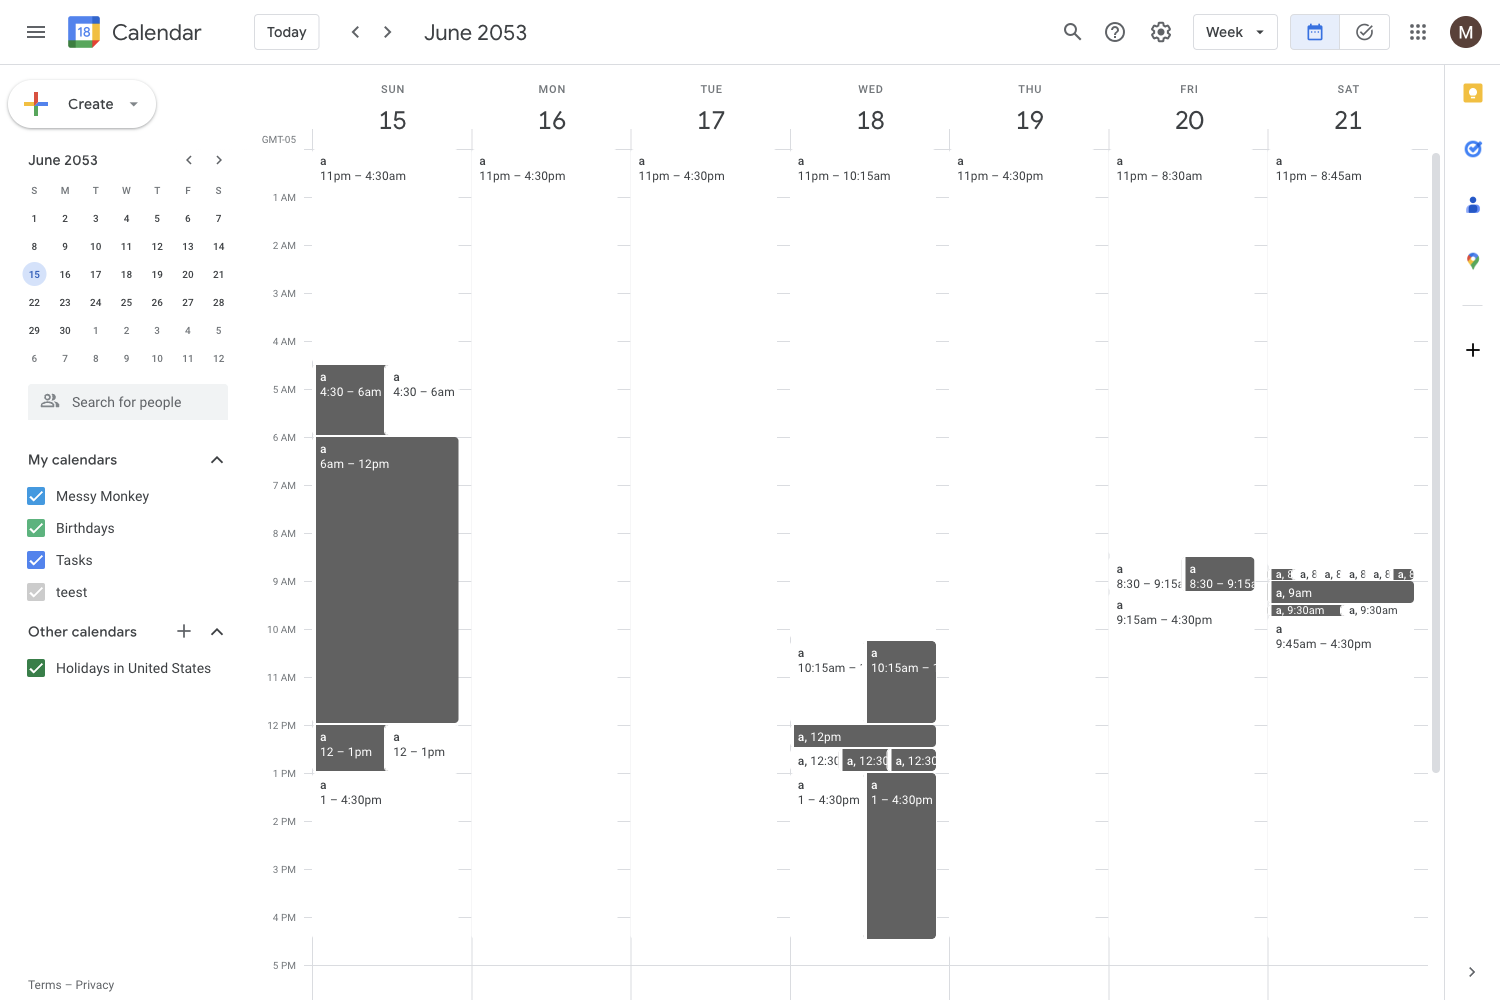 18 Calendar
Today
June 2053
Week
M
Create
June 2053
S M T W T F S
1 2 3 4 5 6 7
8 9 10 11 12 13 14
15 16 17 18 19 20 21
22 23 24 25 26 27 28
29 30 1 2 3 4 5
6 7 8 9 10 11 12
Search for people
My calendars
Messy Monkey
Birthdays
Tasks
teest
Other calendars
Holidays in United States
Terms – Privacy
SUN MON TUE WED THU FRI SAT
15 16 17 18 19 20 21
GMT-05
1 AM
2 AM
3 AM
4 AM
5 AM
6 AM
7 AM
8 AM
9 AM
10 AM
11 AM
12 PM
1 PM
2 PM
3 PM
4 PM
5 PM
a
11pm – 4:30am
a
4:30 – 6am
a
4:30 – 6am
a
6am – 12pm
a
12 – 1pm
a
12 – 1pm
a
1 – 4:30pm
a
11pm – 4:30pm
a
11pm – 4:30pm
a
11pm – 10:15am
a
10:15am –
a
10:15am –
a, 12pm
a, 12:30
a, 12:30
a, 12:30
a
1 – 4:30pm
a
1 – 4:30pm
a
11pm – 4:30pm
a
11pm – 8:30am
a
8:30 – 9:15a
a
8:30 – 9:15a
a
9:15am – 4:30pm
a
11pm – 8:45am
a, 8
a, 8
a, 8
a, 8
a, 8
a, 8
a, 9am
a, 9:30am
a, 9:30am
a
9:45am – 4:30pm